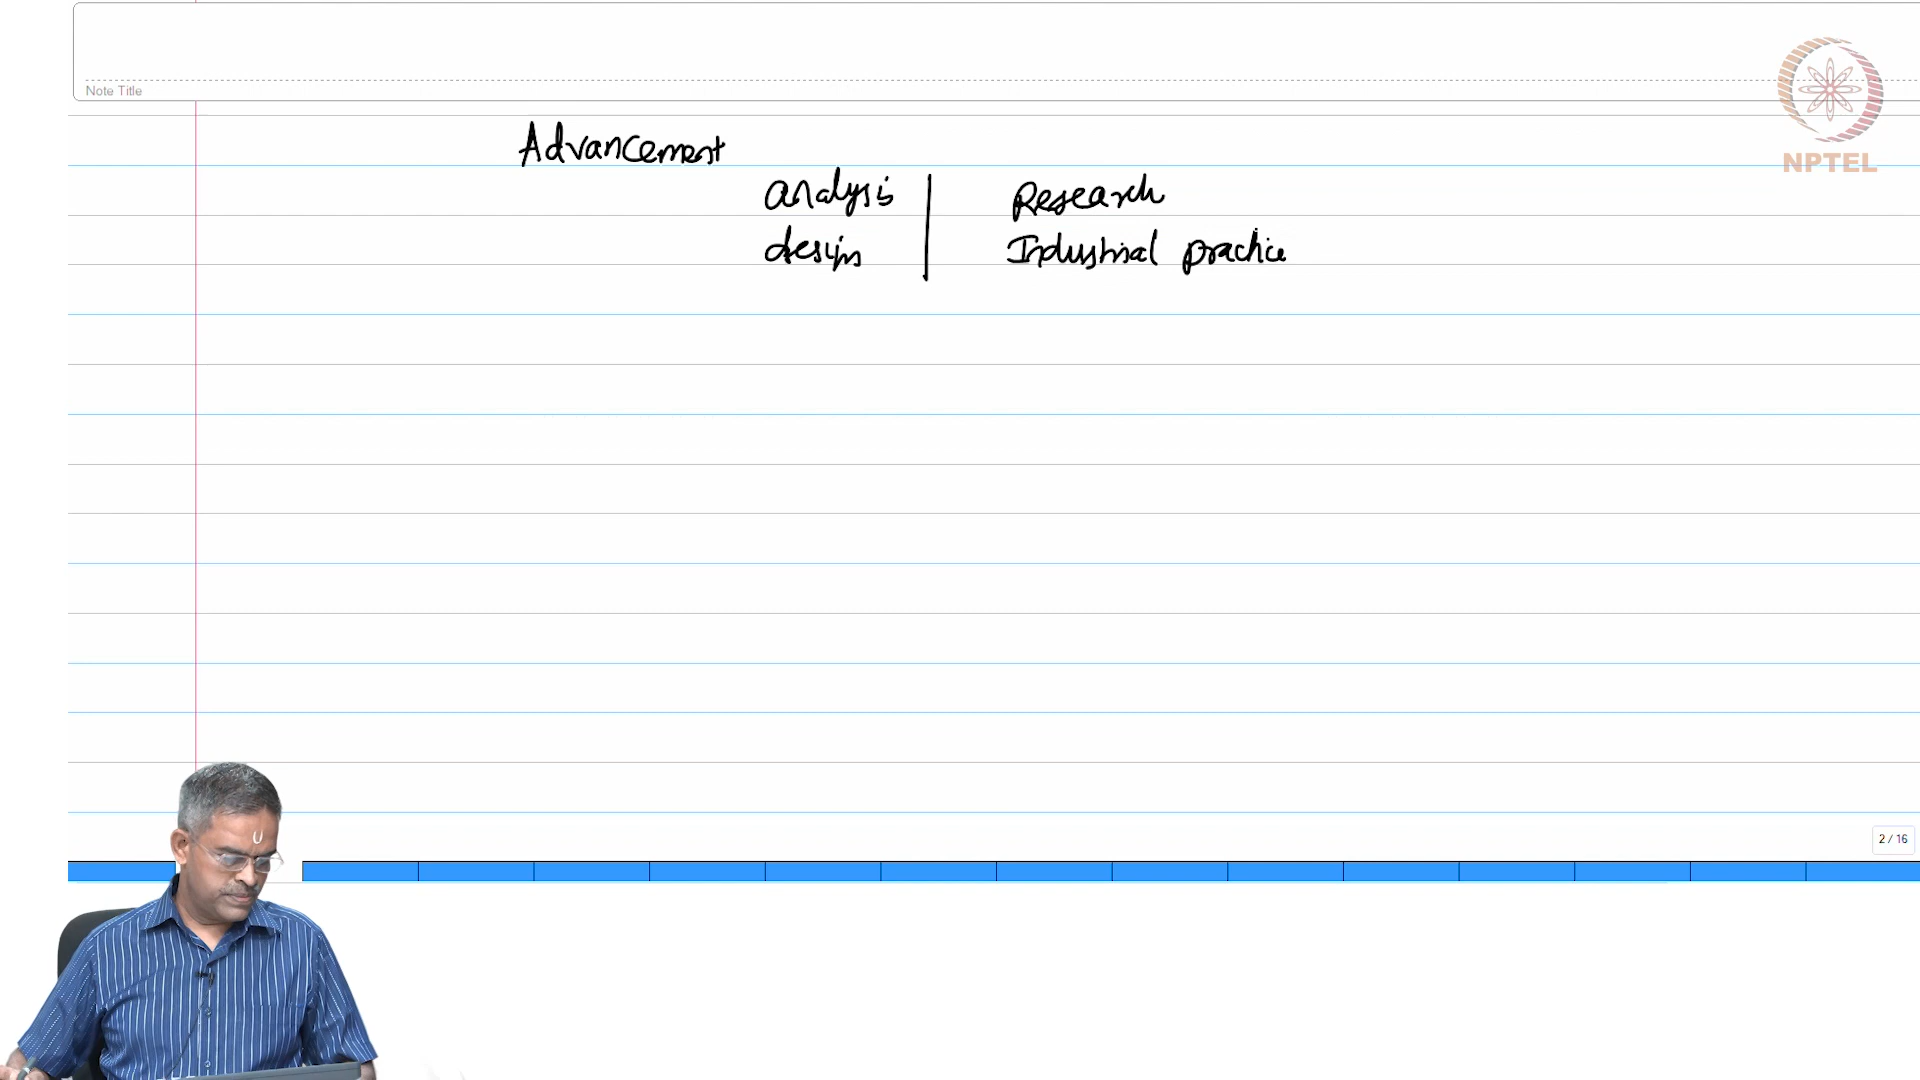 NPTEL
Note Title
Advancement
analysis | Research
design | Industrial practice
2 / 16